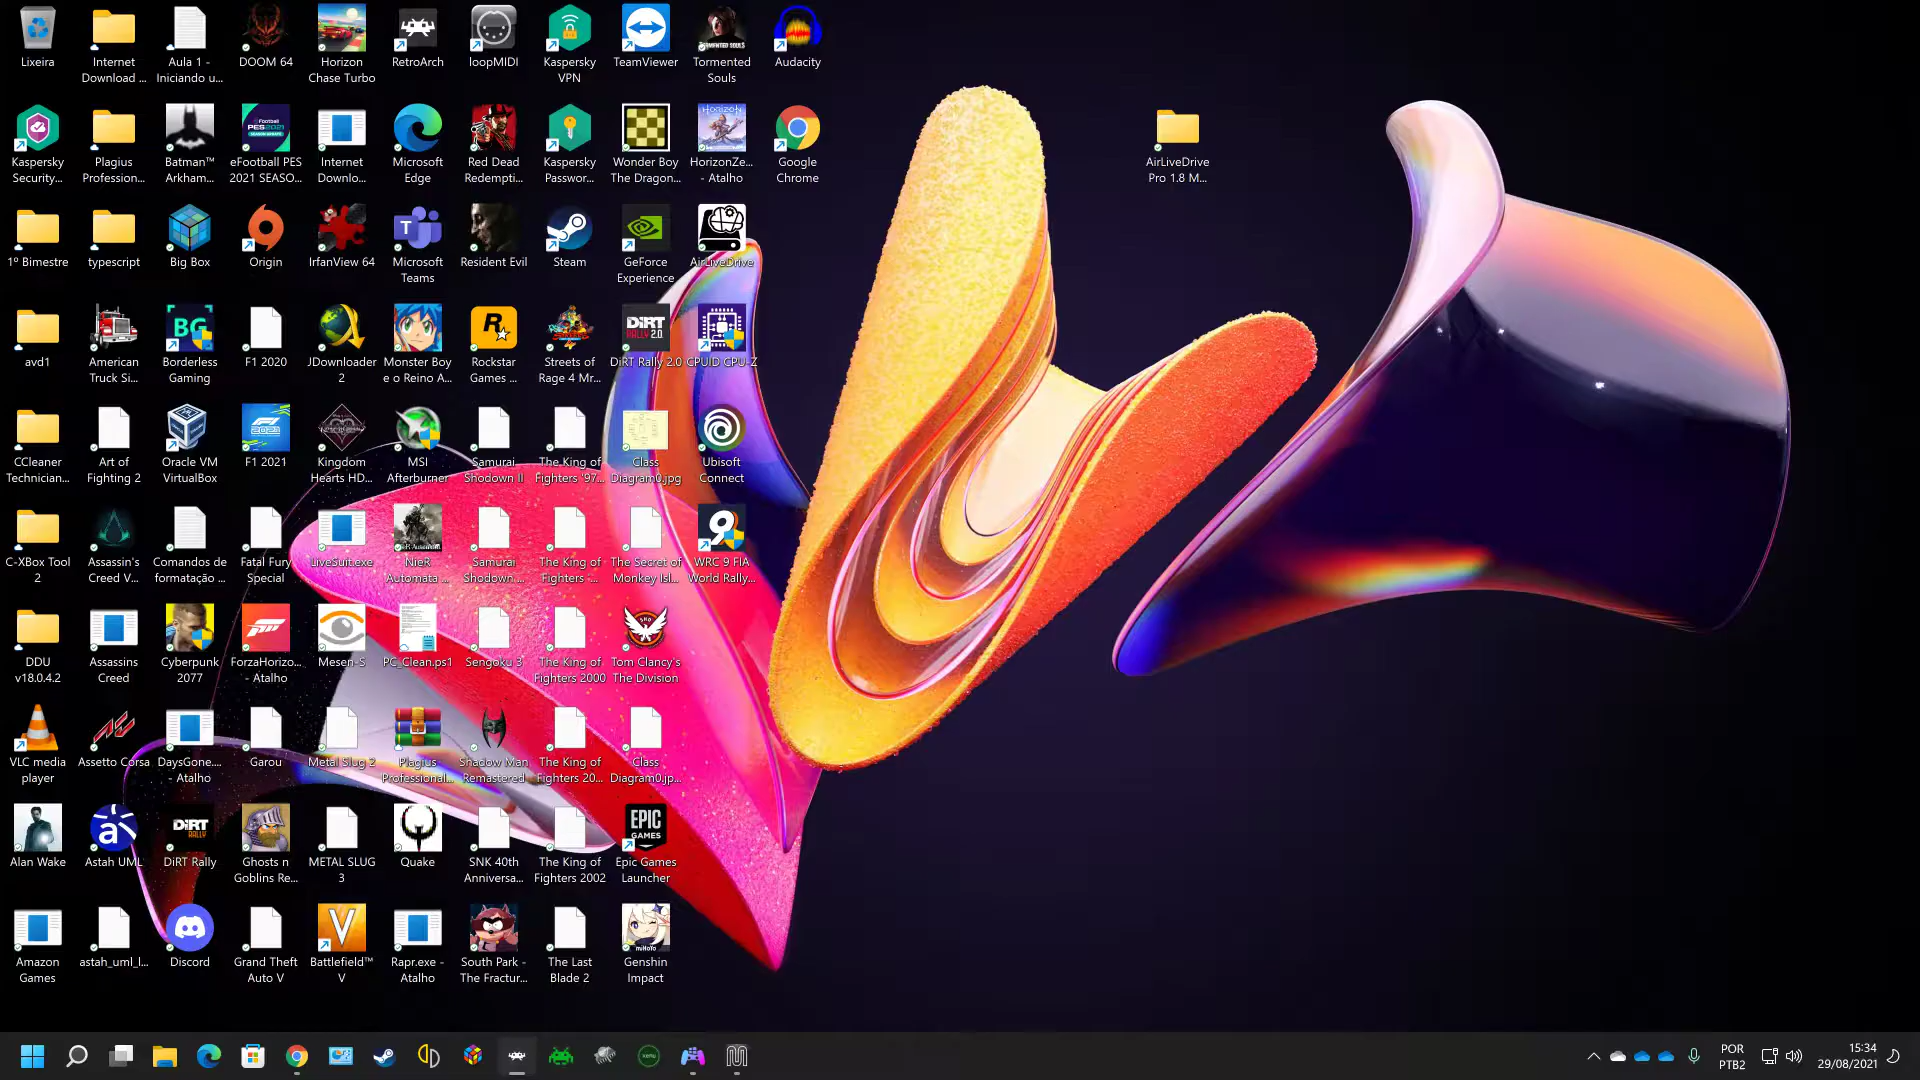 Lixeira
Internet
Download ...
Aula 1 -
Iniciando u...
DOOM 64
Horizon
Chase Turbo
RetroArch
loopMIDI
Kaspersky
VPN
TeamViewer
Tormented
Souls
Audacity
Kaspersky
Security...
Plagius
Profession...
Batman™
Arkham...
eFootball PES
2021 SEASO...
Internet
Downlo...
Microsoft
Edge
Red Dead
Redempti...
Kaspersky
Passwor...
Wonder Boy
The Dragon...
HorizonZe...
- Atalho
Google
Chrome
AirLiveDrive
Pro 1.8 M...
1º Bimestre
typescript
Big Box
Origin
IrfanView 64
Microsoft
Teams
Resident Evil
Steam
GeForce
Experience
AirLiveDrive
avd1
American
Truck Si...
Borderless
Gaming
F1 2020
JDownloader
2
Monster Boy
e o Reino A...
Rockstar
Games ...
Streets of
Rage 4 Mr...
DiRT Rally 2.0
CPUID CPU-Z
CCleaner
Technician...
Art of
Fighting 2
Oracle VM
VirtualBox
F1 2021
Kingdom
Hearts HD...
MSI
Afterburner
Samurai
Shodown II
The King of
Fighters '97...
Class
Diagram0.jpg
Ubisoft
Connect
C-XBox Tool
2
Assassin's
Creed V...
Comandos de
formatação ...
Fatal Fury
Special
LiveSuit.exe
NieR
Automata ...
Samurai
Shodown...
The King of
Fighters -...
The Secret of
Monkey Isl...
WRC 9 FIA
World Rally...
DDU
v18.0.4.2
Assassins
Creed
Cyberpunk
2077
ForzaHorizo...
- Atalho
Mesen-S
PC_Clean.ps1
Sengoku 3
The King of
Fighters 2000
Tom Clancy's
The Division
VLC media
player
Assetto Corsa
DaysGone....
- Atalho
Garou
Metal Slug 2
Plagius
Professional...
Shadow Man
Remastered
The King of
Fighters 20...
Class
Diagram0.jp...
Alan Wake
Astah UML
DiRT Rally
Ghosts n
Goblins Re...
METAL SLUG
3
Quake
SNK 40th
Anniversa...
The King of
Fighters 2002
Epic Games
Launcher
Amazon
Games
astah_uml_l...
Discord
Grand Theft
Auto V
Battlefield™
V
Rapr.exe -
Atalho
South Park -
The Fractur...
The Last
Blade 2
Genshin
Impact
POR
PTB2
15:34
29/08/2021